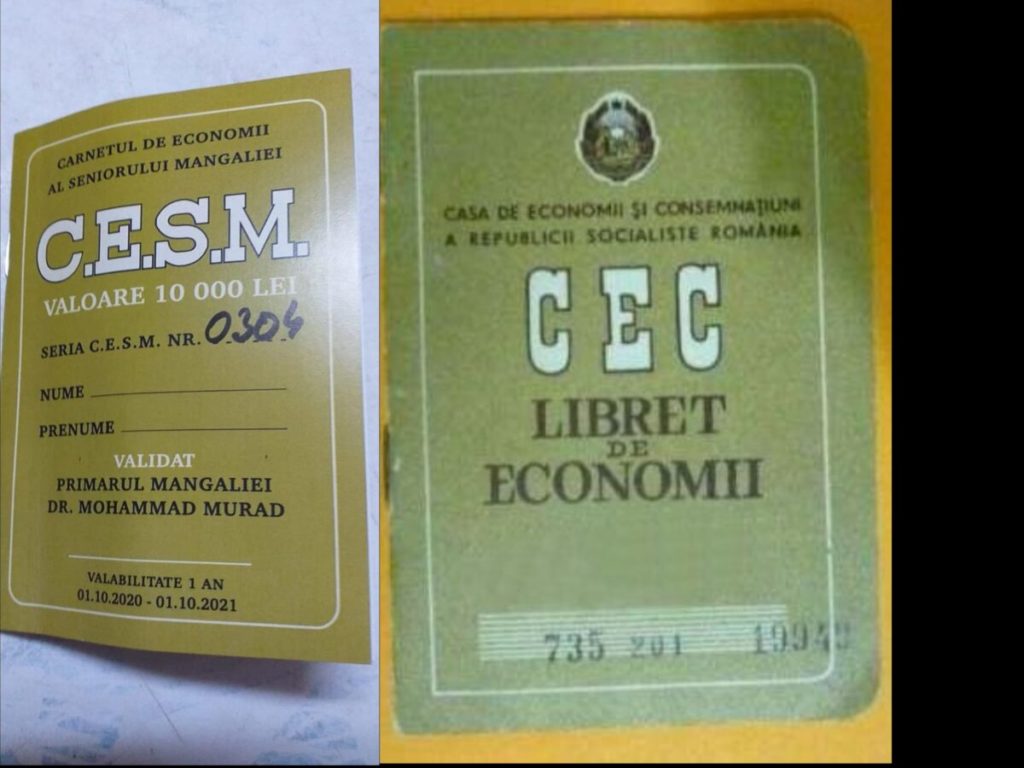 CARNETUL DE ECONOMII
AL SENIORULUI MANGALIEI
C.E.S.M.
VALOARE 10 000 LEI
SERIA C.E.S.M. NR. 0304
NUME
PRENUME
VALIDAT
PRIMARUL MANGALIEI
DR. MOHAMMAD MURAD
VALABILITATE 1 AN
01.10.2020 - 01.10.2021
CASA DE ECONOMII ȘI CONSEMNAȚIUNI
A REPUBLICII SOCIALISTE ROMÂNIA
CEC
LIBRET
DE
ECONOMII
735 201